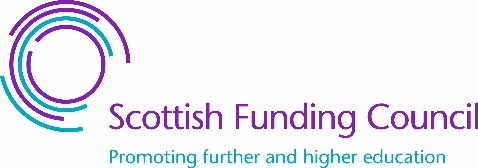 Scottish Funding Council
Promoting further and higher education